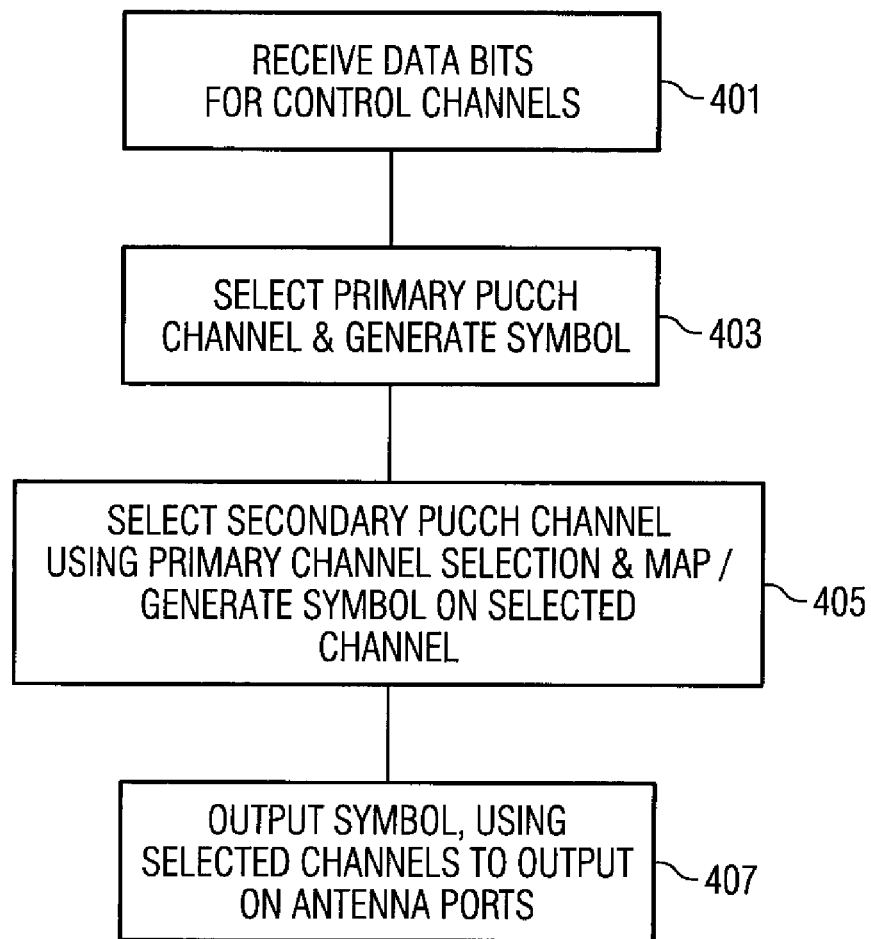 RECEIVE DATA BITS
FOR CONTROL CHANNELS
401
SELECT PRIMARY PUCCH
CHANNEL & GENERATE SYMBOL
403
SELECT SECONDARY PUCCH CHANNEL
USING PRIMARY CHANNEL SELECTION & MAP /
GENERATE SYMBOL ON SELECTED
CHANNEL
405
OUTPUT SYMBOL, USING
SELECTED CHANNELS TO OUTPUT
ON ANTENNA PORTS
407